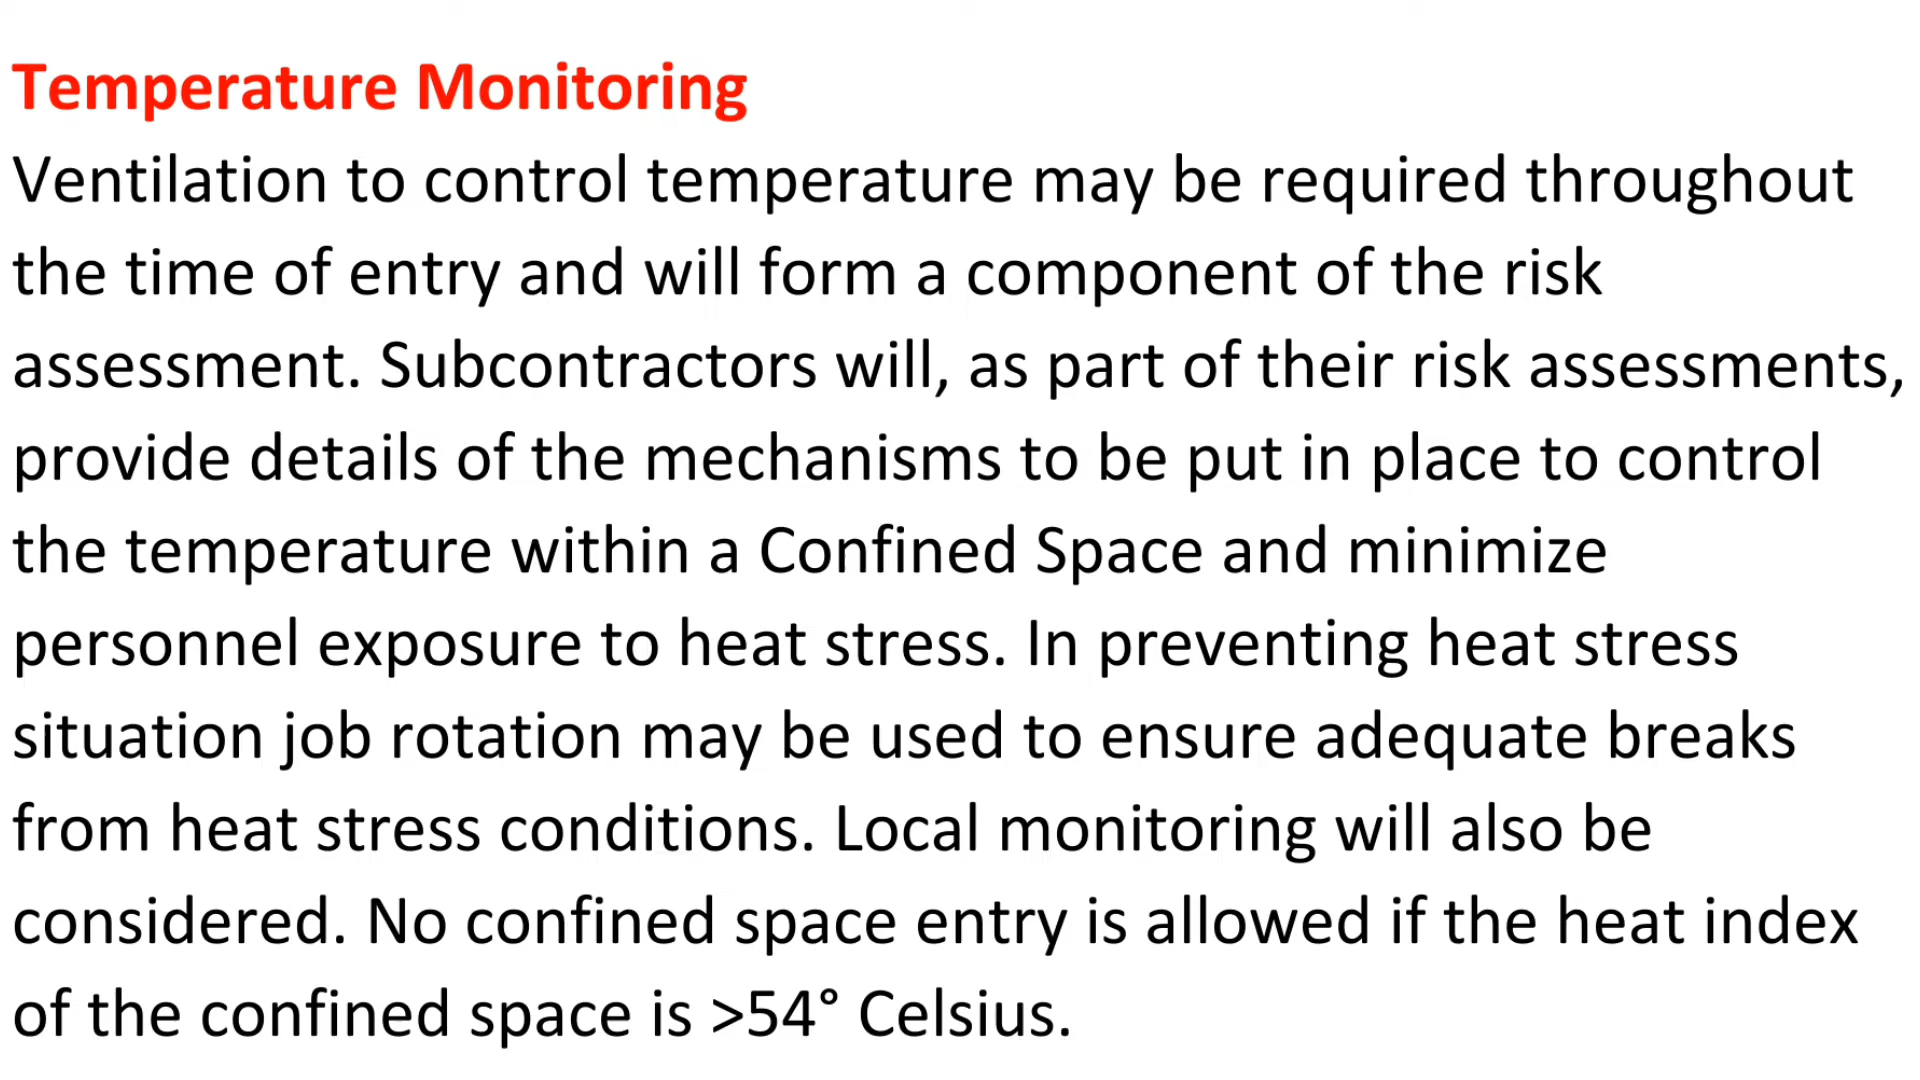 Temperature Monitoring
Ventilation to control temperature may be required throughout
the time of entry and will form a component of the risk
assessment. Subcontractors will, as part of their risk assessments,
provide details of the mechanisms to be put in place to control
the temperature within a Confined Space and minimize
personnel exposure to heat stress. In preventing heat stress
situation job rotation may be used to ensure adequate breaks
from heat stress conditions. Local monitoring will also be
considered. No confined space entry is allowed if the heat index
of the confined space is >54° Celsius.